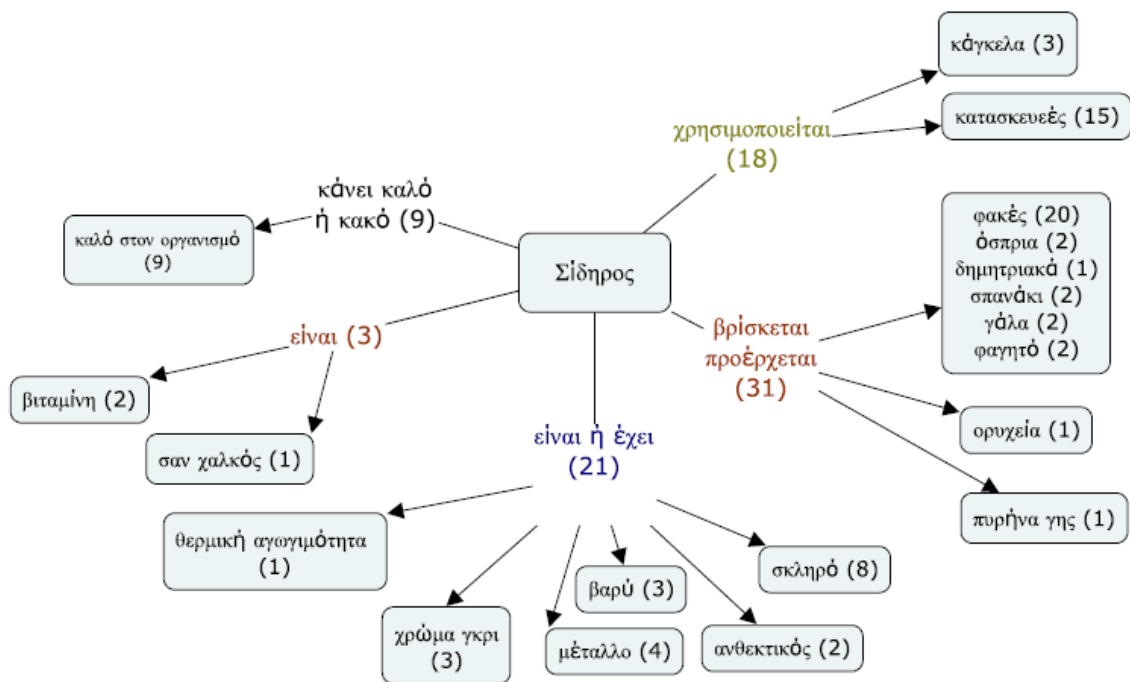 κάγκελα (3)
κατασκευεές (15)
χρησιμοποιείται
(18)
κάνει καλό
ή κακό (9)
καλό στον οργανισμό
(9)
Σίδηρος
φακές (20)
όσπρια (2)
δημητριακά (1)
σπανάκι (2)
γάλα (2)
φαγητό (2)
βρίσκεται
προέρχεται
(31)
είναι (3)
βιταμίνη (2)
σαν χαλκός (1)
ορυχεία (1)
είναι ή έχει
(21)
πυρήνα γης (1)
θερμική αγωγιμότητα
(1)
σκληρό (8)
βαρύ (3)
χρώμα γκρι
(3)
μέταλλο (4)
ανθεκτικός (2)